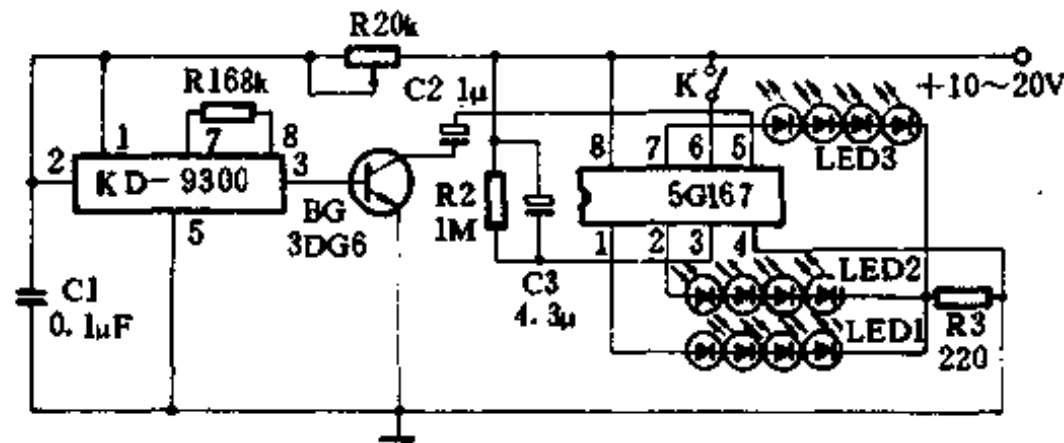 R20k
R168k
C2 1μ
K
+10~20V
1
7
8
2
3
KD-9300
5
BG
3DG6
R2
1M
8
7
6
5
5G167
1
2
3
4
LED3
C1
0.1μF
C3
4.3μ
LED2
LED1
R3
220